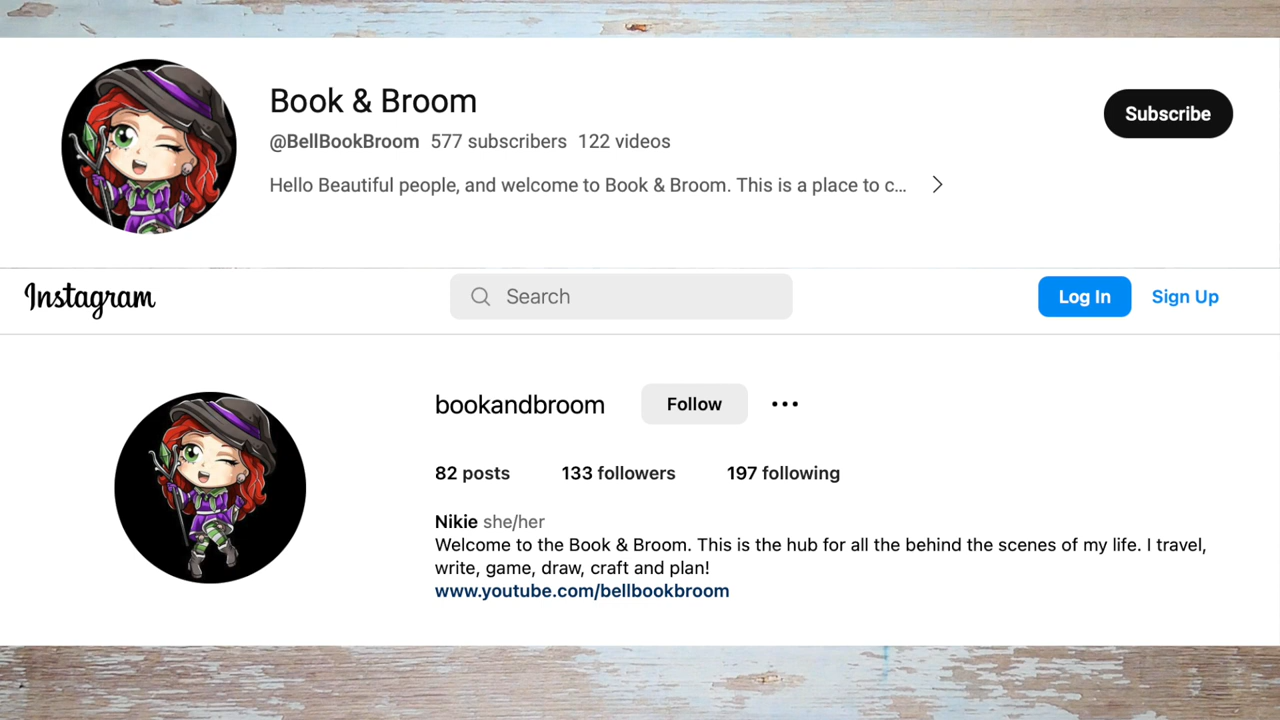 Book & Broom
@BellBookBroom 577 subscribers 122 videos
Subscribe
Hello Beautiful people, and welcome to Book & Broom. This is a place to c...
Instagram
Search
Log In
Sign Up
bookandbroom
Follow
82 posts
133 followers
197 following
Nikie she/her
Welcome to the Book & Broom. This is the hub for all the behind the scenes of my life. I travel,
write, game, draw, craft and plan!
www.youtube.com/bellbookbroom